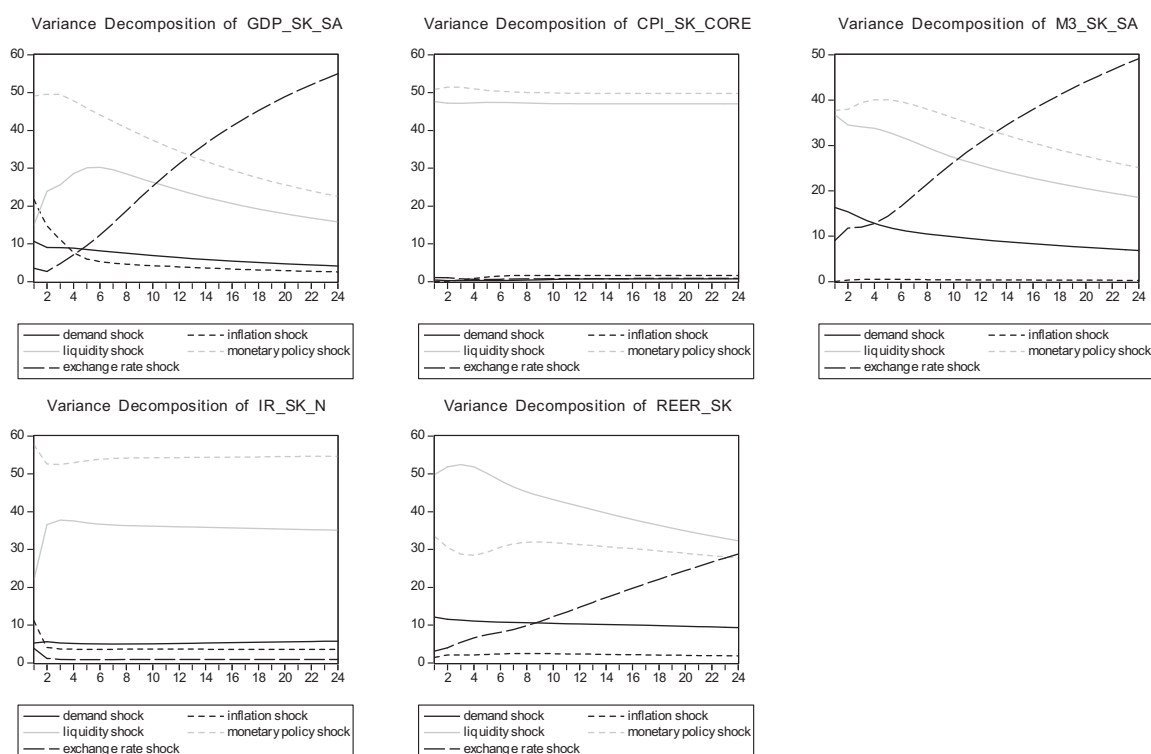 Variance Decomposition of GDP_SK_SA
60
50
40
30
20
10
0
2 4 6 8 10 12 14 16 18 20 22 24
demand shock inflation shock
liquidity shock monetary policy shock
exchange rate shock
Variance Decomposition of CPI_SK_CORE
60
50
40
30
20
10
0
2 4 6 8 10 12 14 16 18 20 22 24
demand shock inflation shock
liquidity shock monetary policy shock
exchange rate shock
Variance Decomposition of M3_SK_SA
50
40
30
20
10
0
2 4 6 8 10 12 14 16 18 20 22 24
demand shock inflation shock
liquidity shock monetary policy shock
exchange rate shock
Variance Decomposition of IR_SK_N
60
50
40
30
20
10
0
2 4 6 8 10 12 14 16 18 20 22 24
demand shock inflation shock
liquidity shock monetary policy shock
exchange rate shock
Variance Decomposition of REER_SK
60
50
40
30
20
10
0
2 4 6 8 10 12 14 16 18 20 22 24
demand shock inflation shock
liquidity shock monetary policy shock
exchange rate shock